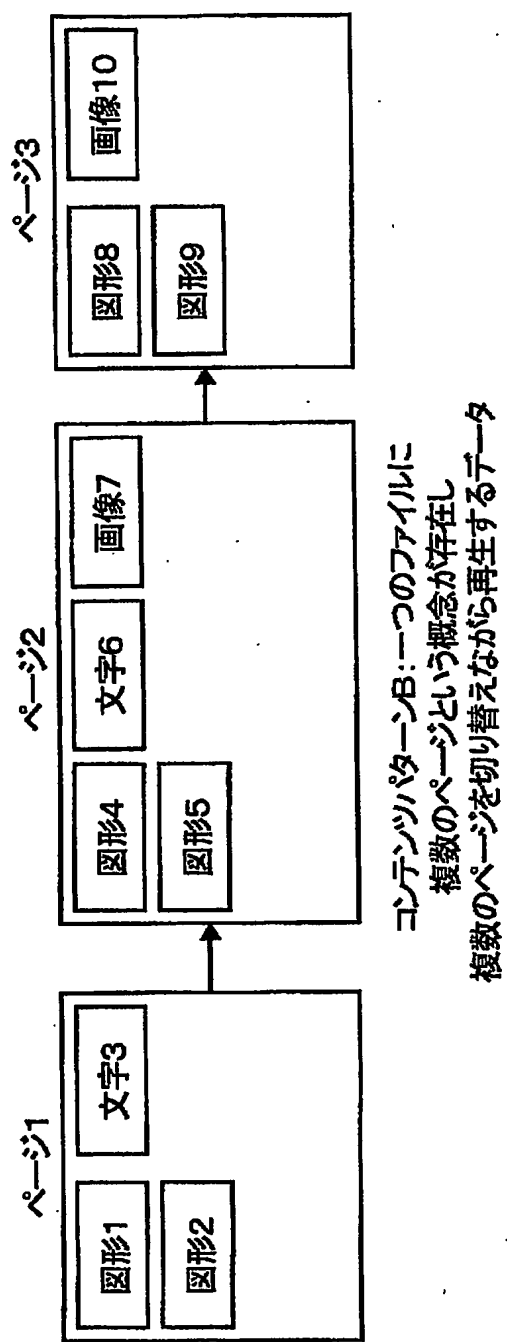 ページ1
図形1
文字3
図形2
ページ2
図形4
文字6
画像7
図形5
ページ3
図形8
画像10
図形9
コンテンツパターンB：一つのファイルに
複数のページという概念が存在し
複数のページを切り替えながら再生するデータ